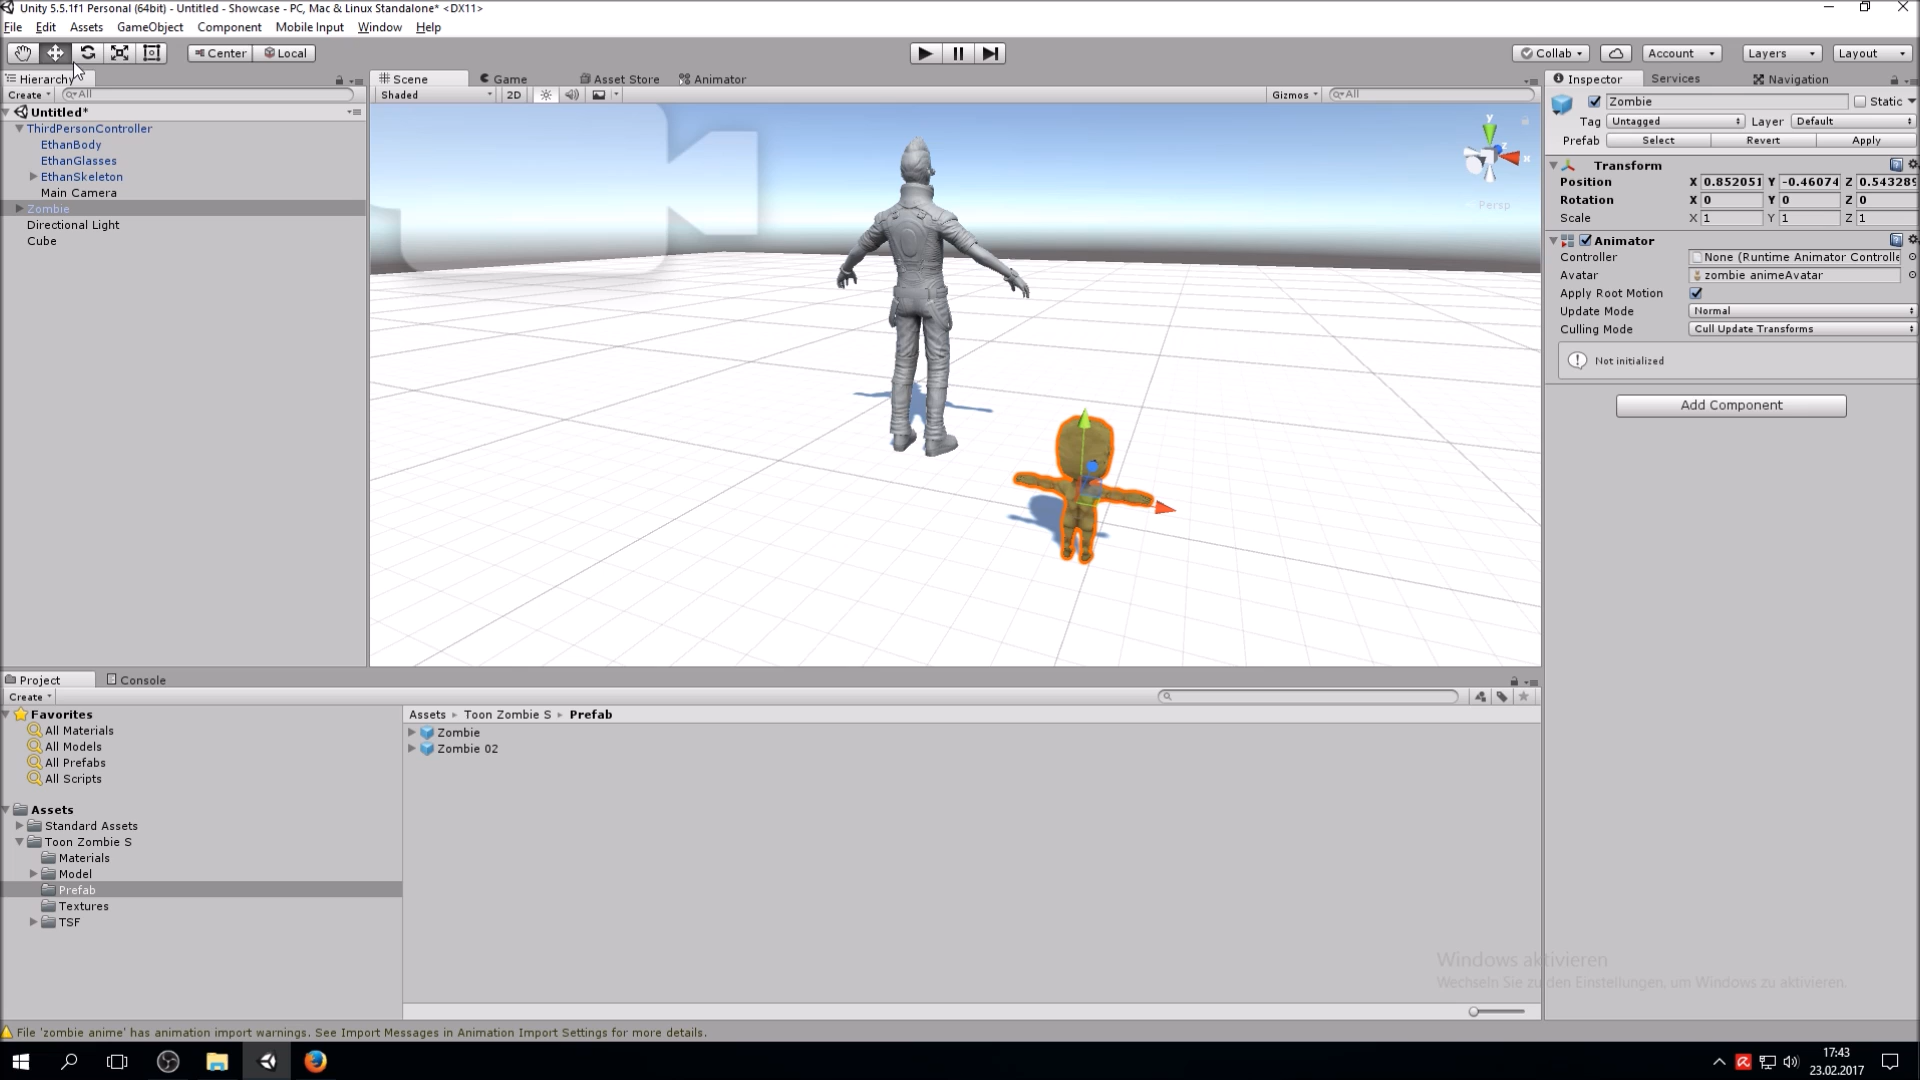 Unity 5.5.1f1 Personal (64bit) - Untitled - Showcase - PC, Mac & Linux Standalone* <DX11>
File Edit Assets GameObject Component Mobile Input Window Help
Center Local Collab Account Layers Layout
Hierarchy Scene Game Asset Store Animator Inspector Services Navigation
Create All Shaded 2D Gizmos All
Untitled*
ThirdPersonController
EthanBody
EthanGlasses
EthanSkeleton
Main Camera
Zombie
Directional Light
Cube
y
z
x
Persp
Zombie Static
Tag Untagged Layer Default
Prefab Select Revert Apply
Transform
Position X 0.852051 Y -0.46074 Z 0.543289
Rotation X 0 Y 0 Z 0
Scale X 1 Y 1 Z 1
Animator
Controller None (Runtime Animator Controlle
Avatar zombie animeAvatar
Apply Root Motion
Update Mode Normal
Culling Mode Cull Update Transforms
Not initialized
Add Component
Project Console
Create
Favorites
All Materials
All Models
All Prefabs
All Scripts
Assets
Standard Assets
Toon Zombie S
Materials
Model
Prefab
Textures
TSF
Assets Toon Zombie S Prefab
Zombie
Zombie 02
Windows aktivieren
Wechseln Sie zu den Einstellungen, um Windows zu aktivieren.
File 'zombie anime' has animation import warnings. See Import Messages in Animation Import Settings for more details.
17:43
23.02.2017